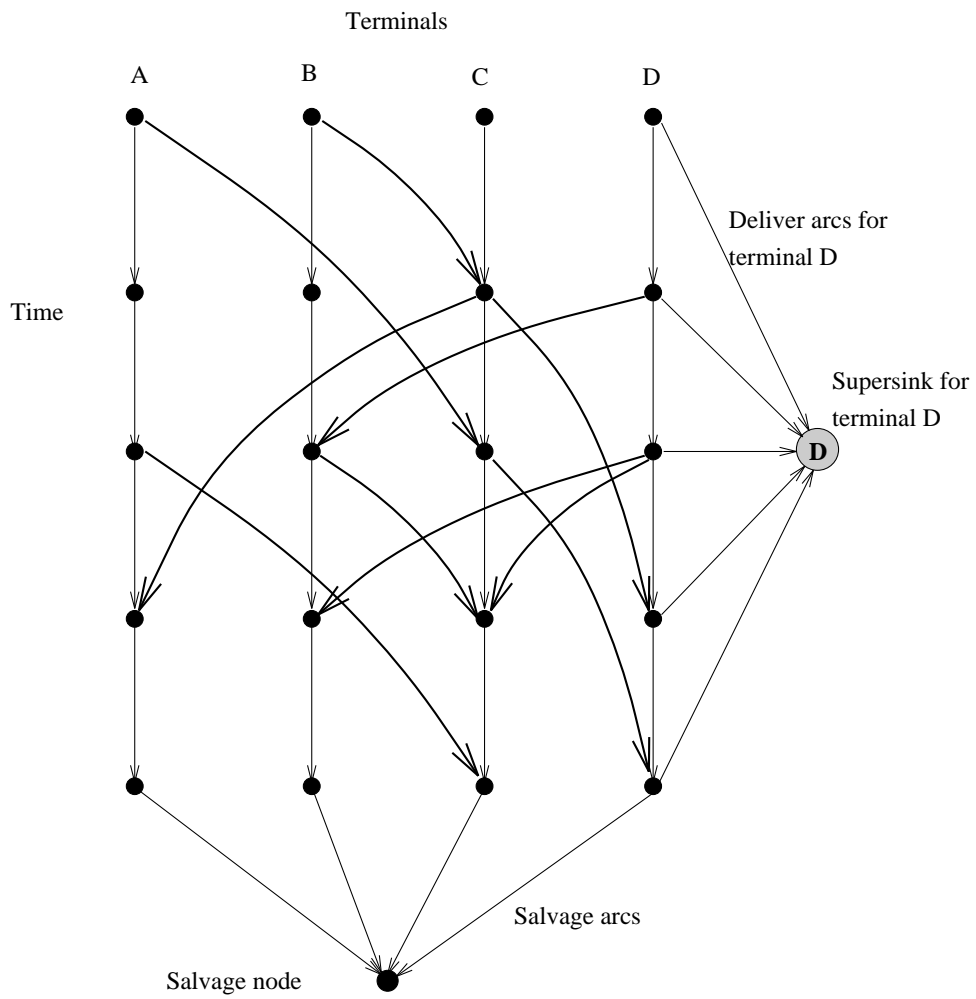 Terminals
A B C D
Deliver arcs for
terminal D
Time
Supersink for
terminal D
D
Salvage arcs
Salvage node